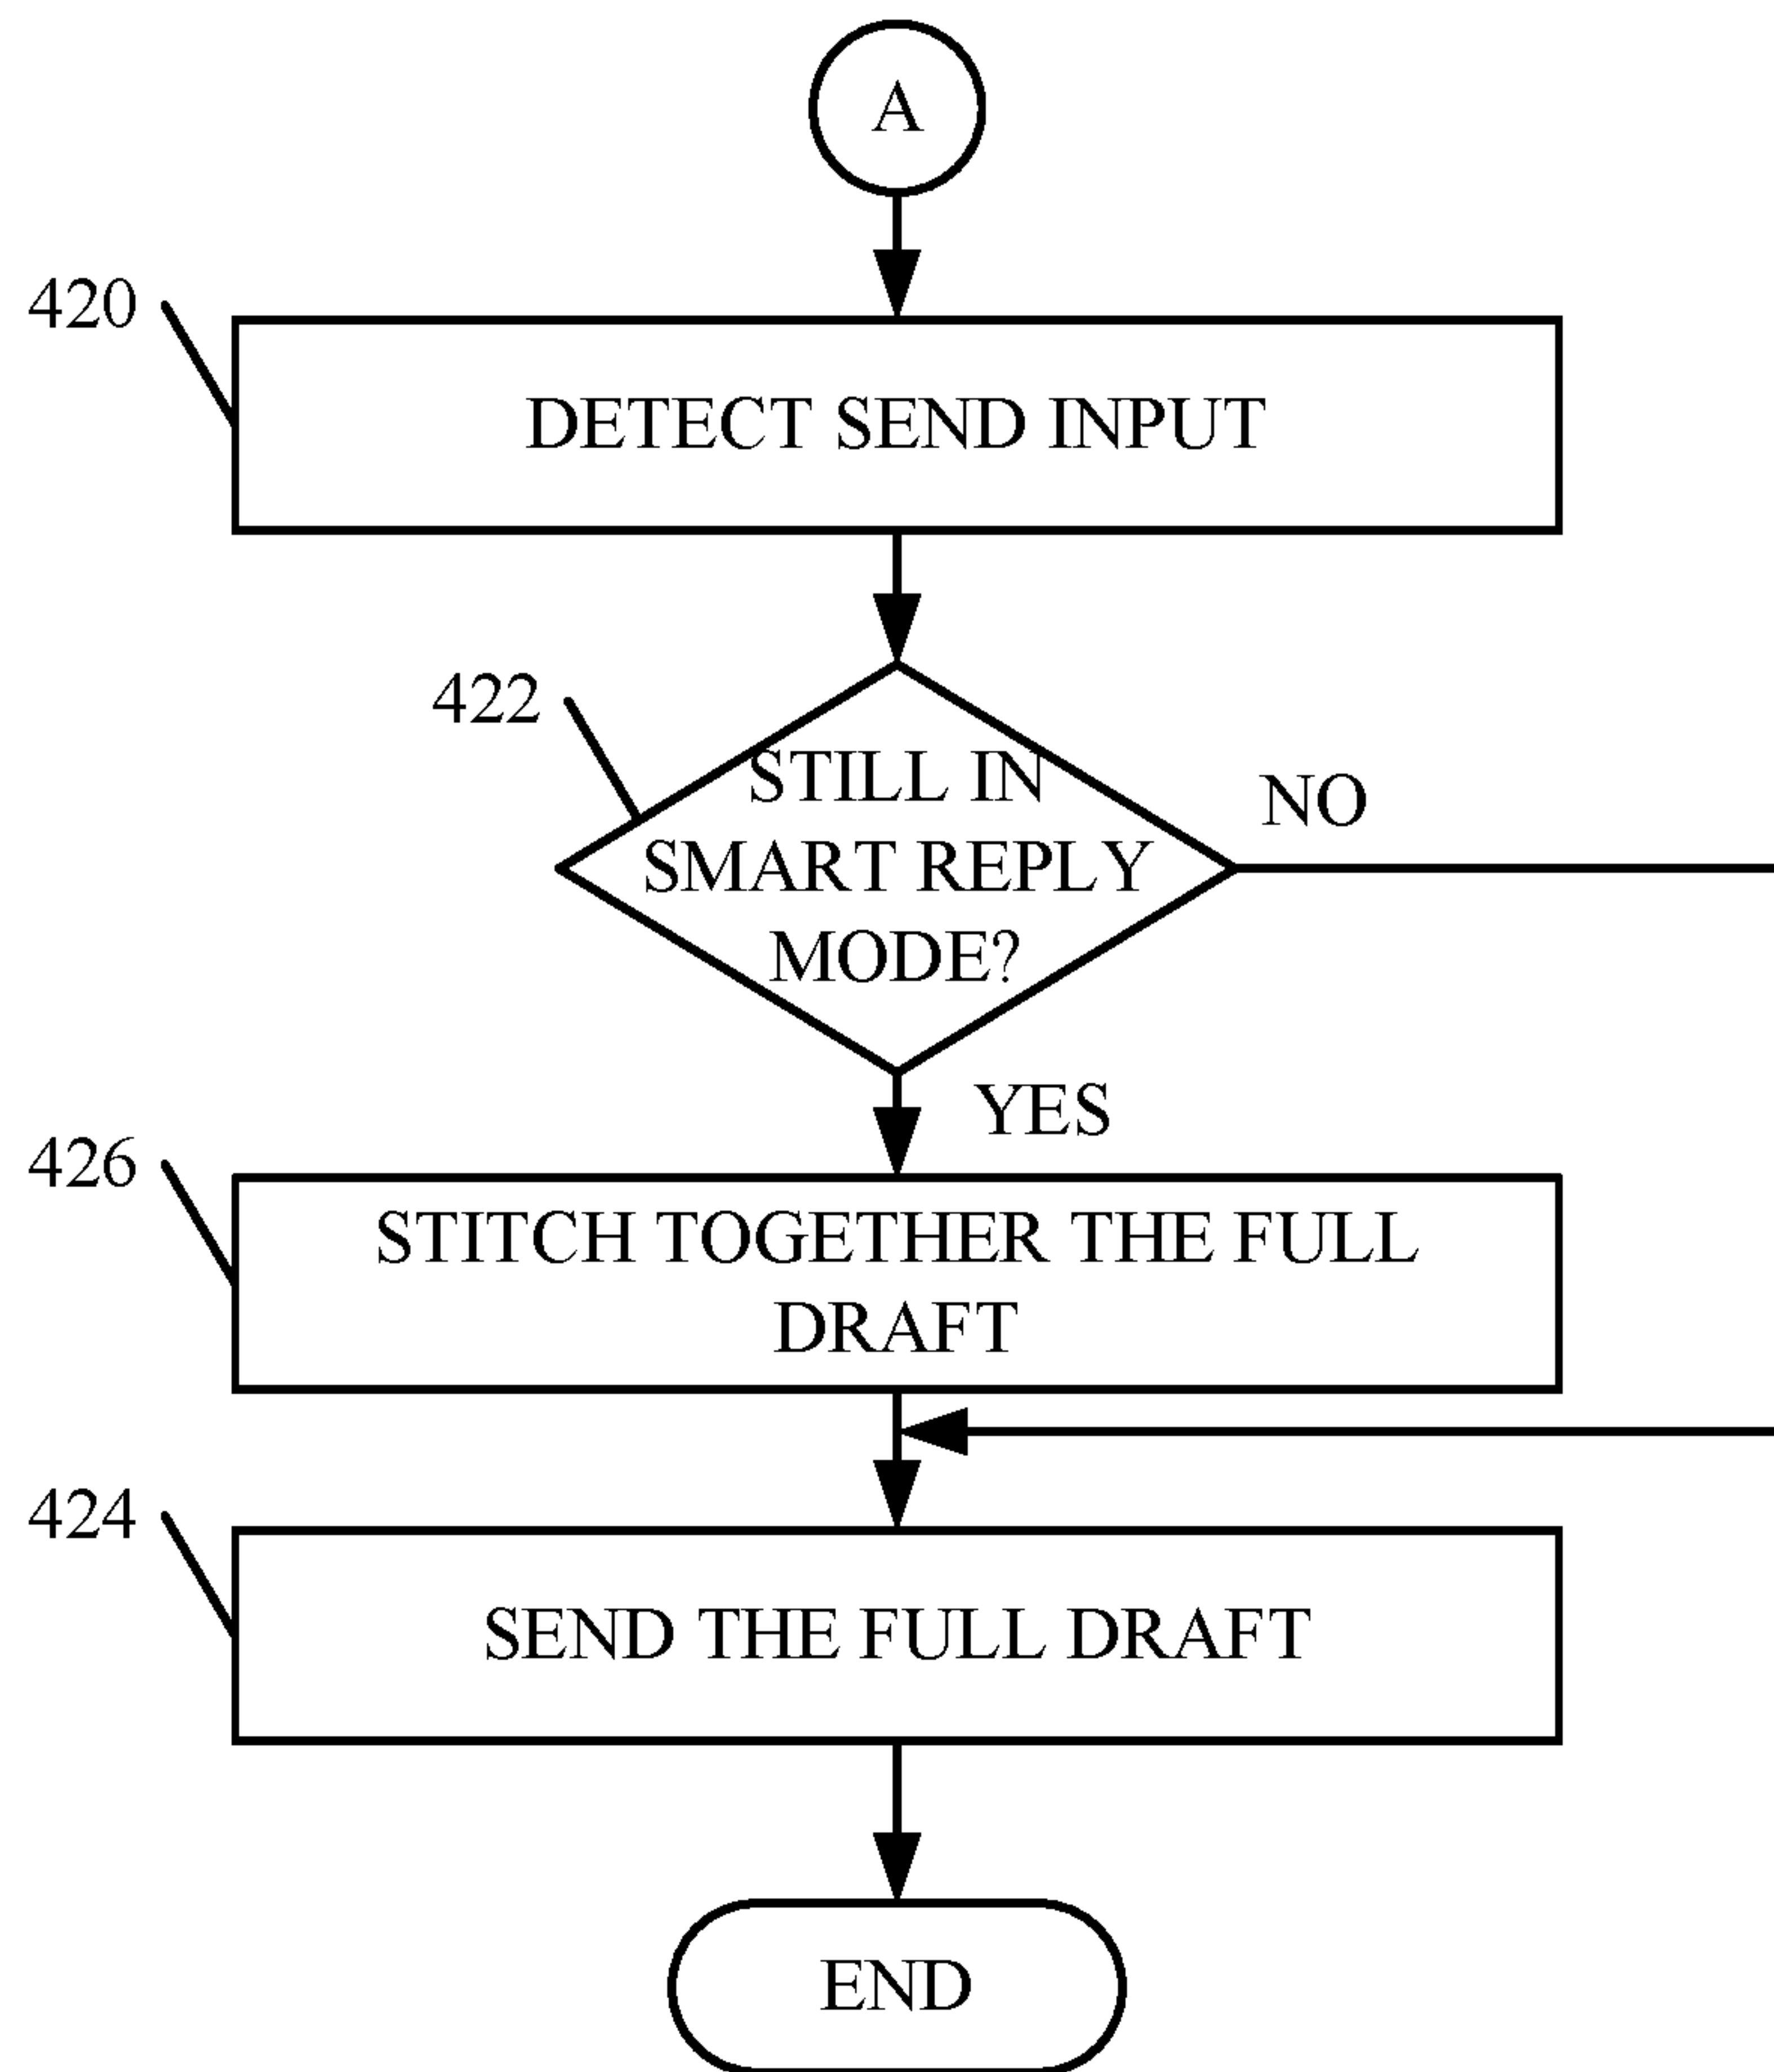 A
420
DETECT SEND INPUT
422
STILL IN
SMART REPLY
MODE?
NO
YES
426
STITCH TOGETHER THE FULL
DRAFT
424
SEND THE FULL DRAFT
END